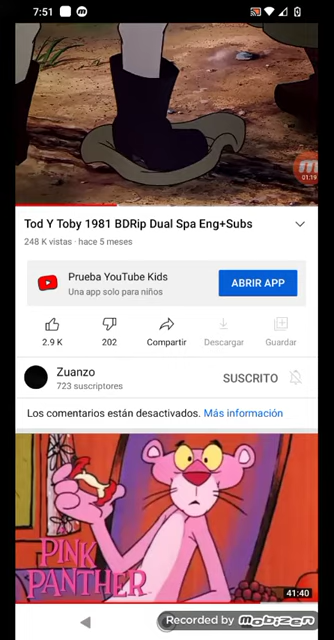 7:51
01:19
Tod Y Toby 1981 BDRip Dual Spa Eng+Subs
248 K vistas · hace 5 meses
Prueba YouTube Kids
Una app solo para niños
ABRIR APP
2.9 K
202
Compartir
Descargar
Guardar
Zuanzo
723 suscriptores
SUSCRITO
Los comentarios están desactivados. Más información
PINK
PANTHER
41:40
Recorded by mobizen